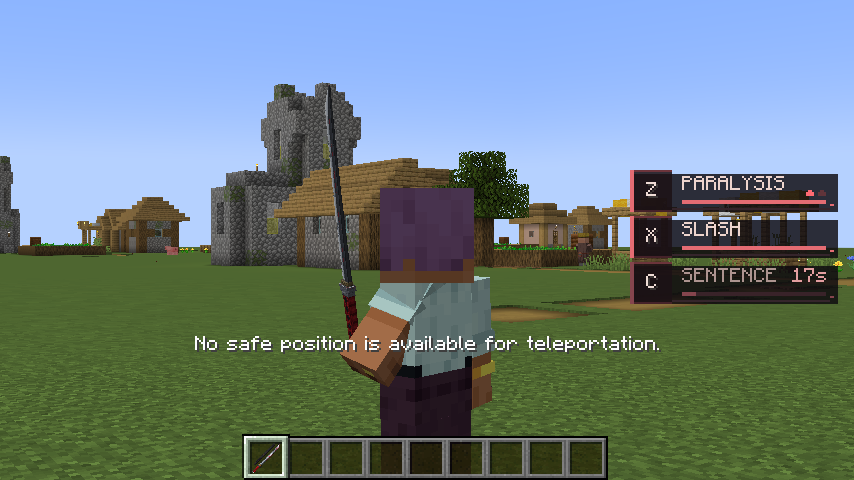 Z PARALYSIS
X SLASH
C SENTENCE 17s
No safe position is available for teleportation.